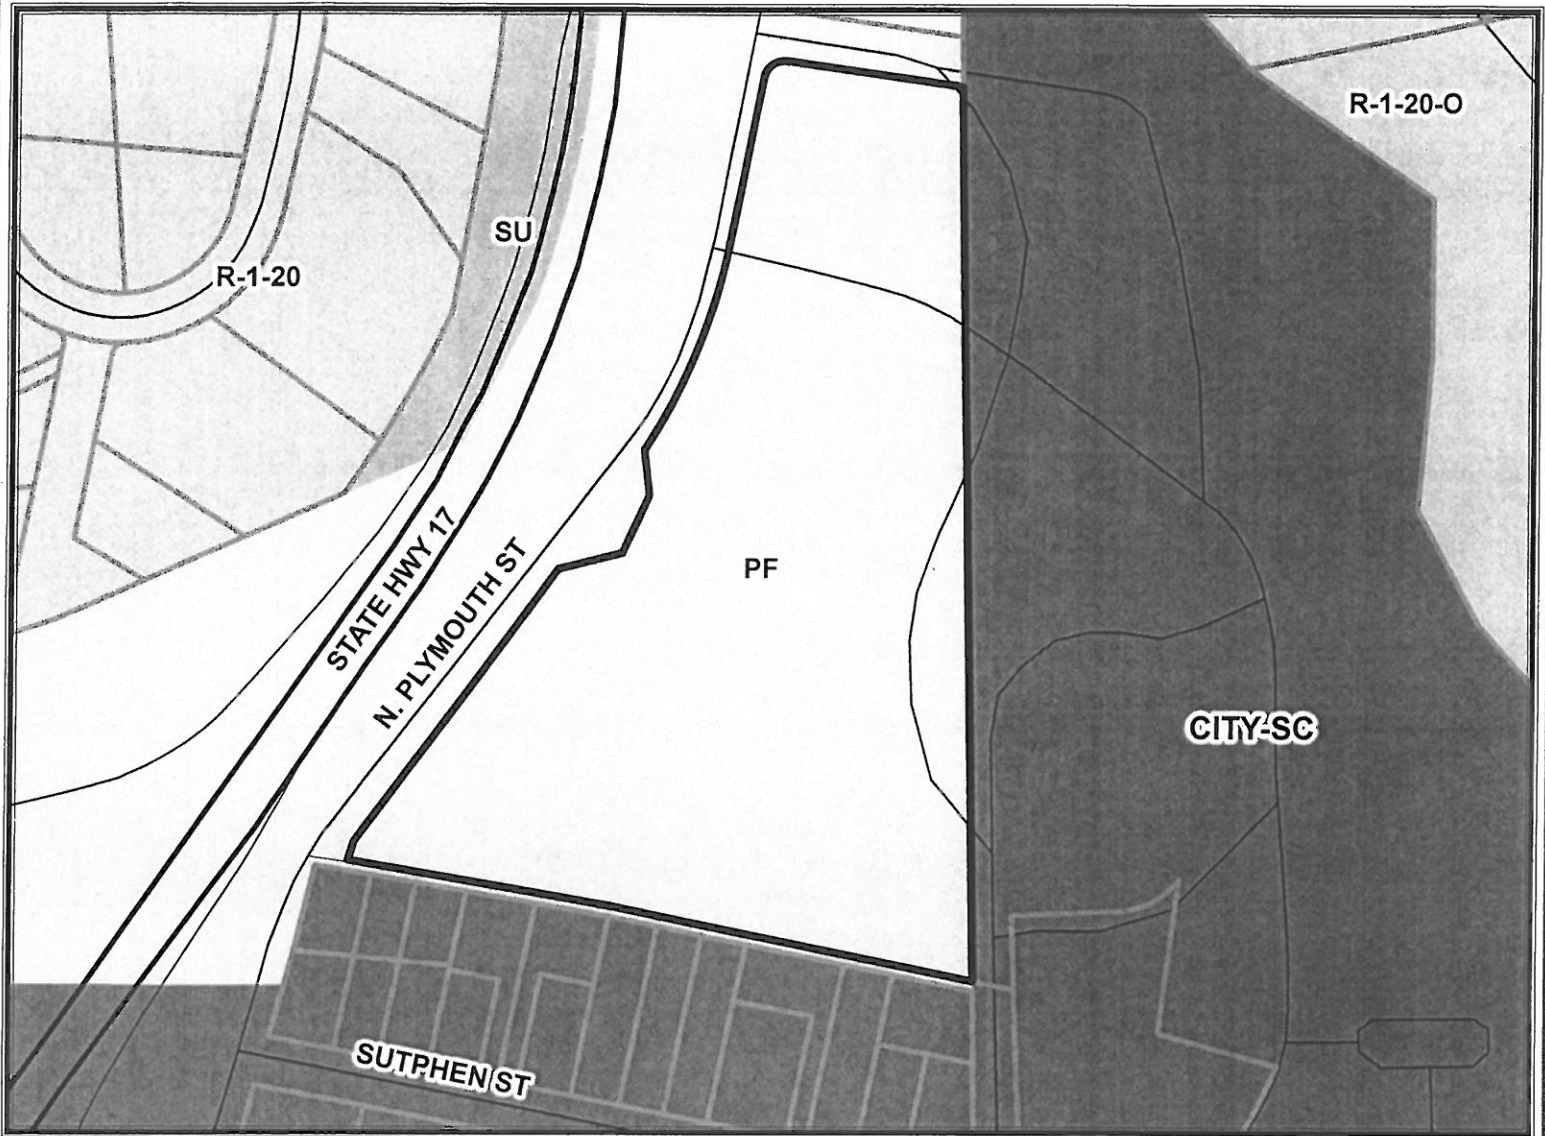 R-1-20-O
SU
R-1-20
STATE HWY 17
N. PLYMOUTH ST
PF
CITY-SC
SUTPHEN ST